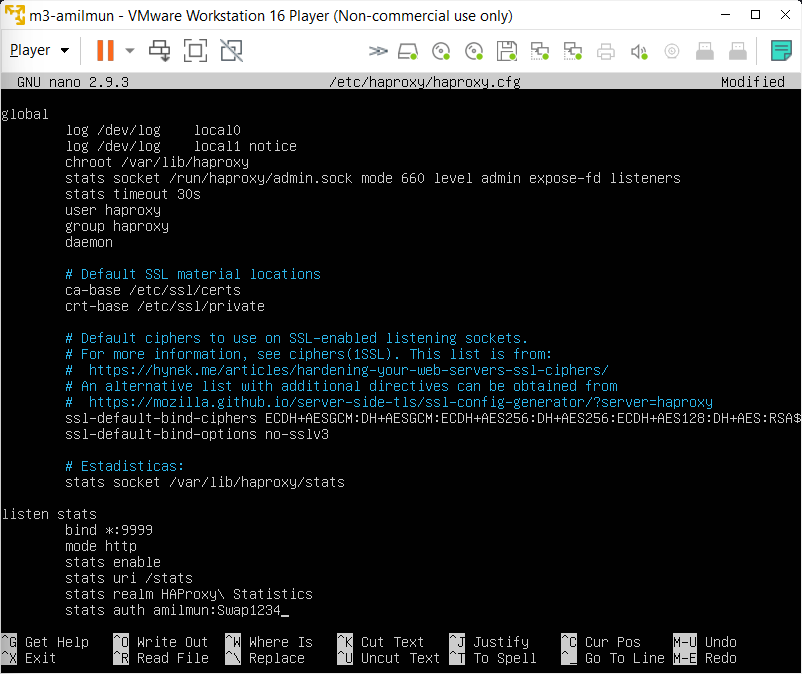 m3-amilmun - VMware Workstation 16 Player (Non-commercial use only)
Player
GNU nano 2.9.3 /etc/haproxy/haproxy.cfg Modified
global
log /dev/log local0
log /dev/log local1 notice
chroot /var/lib/haproxy
stats socket /run/haproxy/admin.sock mode 660 level admin expose-fd listeners
stats timeout 30s
user haproxy
group haproxy
daemon
# Default SSL material locations
ca-base /etc/ssl/certs
crt-base /etc/ssl/private
# Default ciphers to use on SSL-enabled listening sockets.
# For more information, see ciphers(1SSL). This list is from:
#  https://hynek.me/articles/hardening-your-web-servers-ssl-ciphers/
# An alternative list with additional directives can be obtained from
#  https://mozilla.github.io/server-side-tls/ssl-config-generator/?server=haproxy
ssl-default-bind-ciphers ECDH+AESGCM:DH+AESGCM:ECDH+AES256:DH+AES256:ECDH+AES128:DH+AES:RSA$
ssl-default-bind-options no-sslv3
# Estadisticas:
stats socket /var/lib/haproxy/stats
listen stats
bind *:9999
mode http
stats enable
stats uri /stats
stats realm HAProxy\ Statistics
stats auth amilmun:Swap1234_
^G Get Help ^O Write Out ^W Where Is ^K Cut Text ^J Justify ^C Cur Pos M-U Undo
^X Exit ^R Read File ^\ Replace ^U Uncut Text ^T To Spell ^_ Go To Line M-E Redo